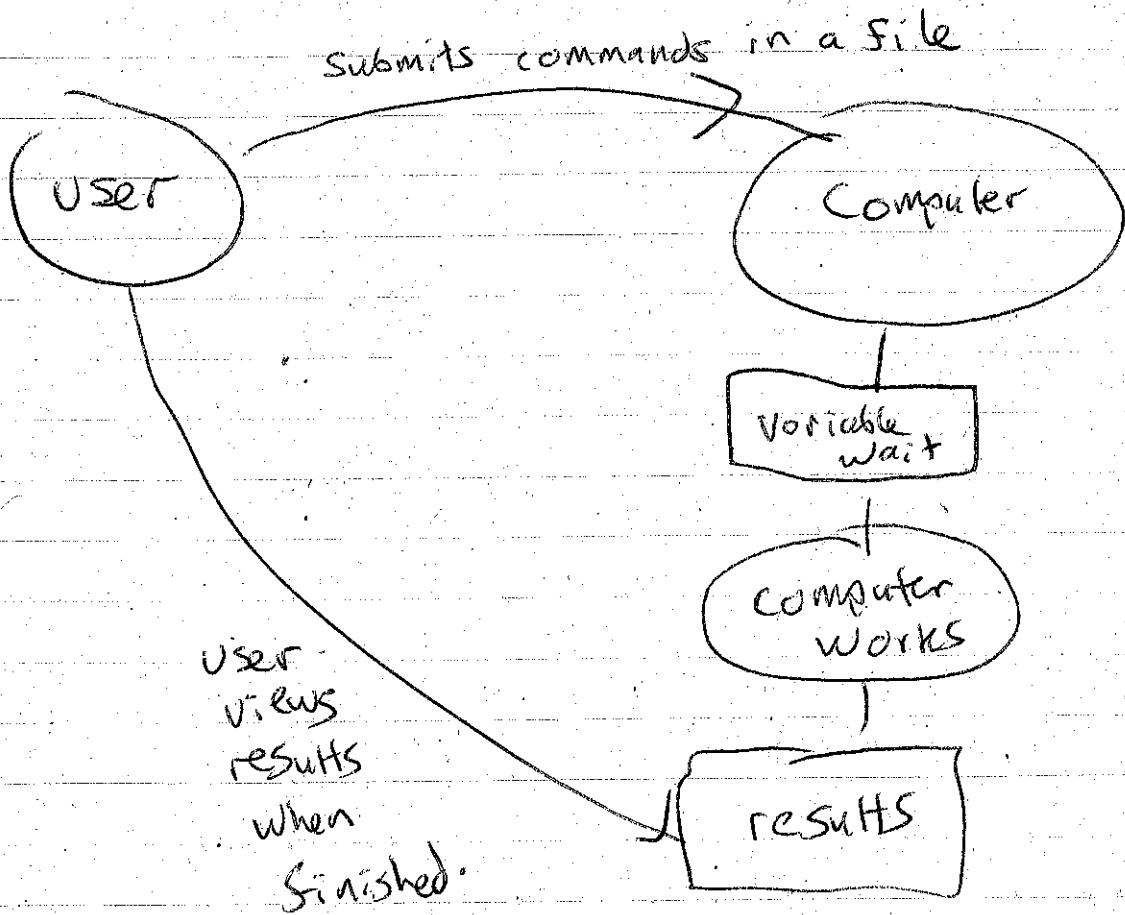 submits commands in a file
user
computer
variable
wait
computer
works
user
views
results
when
finished.
results